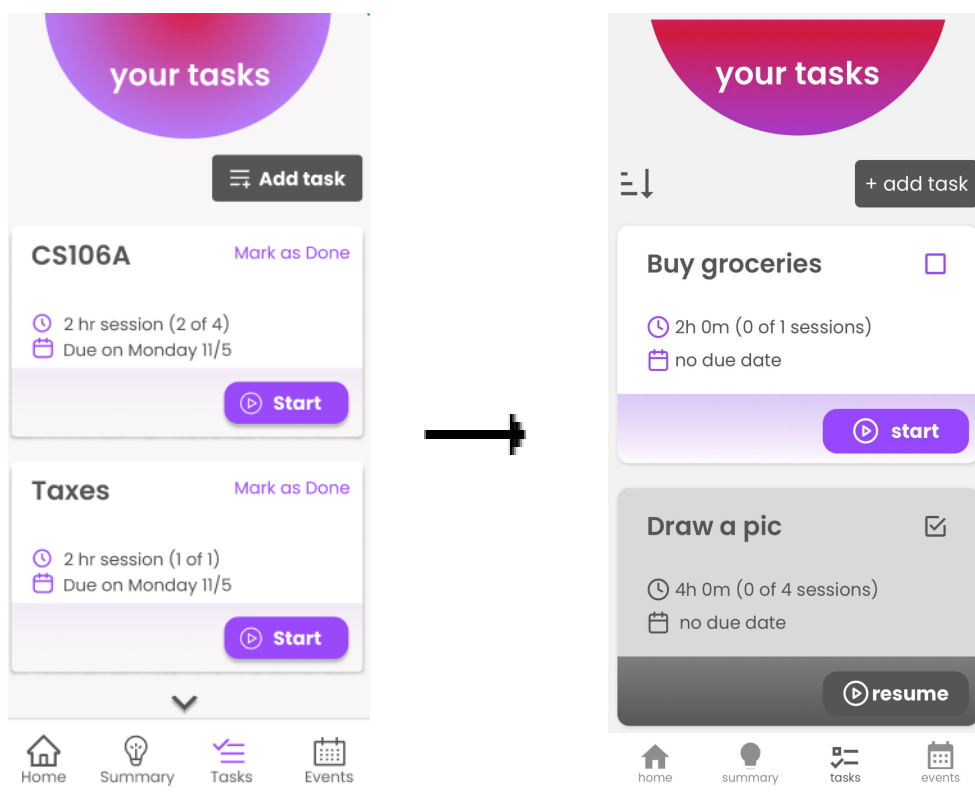 your tasks
Add task
CS106A
Mark as Done
2 hr session (2 of 4)
Due on Monday 11/5
Start
Taxes
Mark as Done
2 hr session (1 of 1)
Due on Monday 11/5
Start
Home
Summary
Tasks
Events
your tasks
+ add task
Buy groceries
2h 0m (0 of 1 sessions)
no due date
start
Draw a pic
4h 0m (0 of 4 sessions)
no due date
resume
home
summary
tasks
events